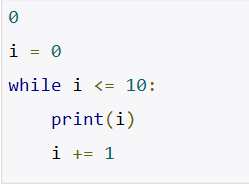 0
i = 0
while i <= 10:
    print(i)
    i += 1